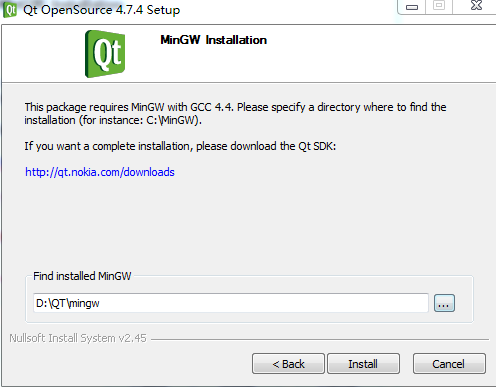 Qt OpenSource 4.7.4 Setup
Qt
MinGW Installation
This package requires MinGW with GCC 4.4. Please specify a directory where to find the
installation (for instance: C:\MinGW).
If you want a complete installation, please download the Qt SDK:
http://qt.nokia.com/downloads
Find installed MinGW
D:\QT\mingw
...
Nullsoft Install System v2.45
< Back
Install
Cancel